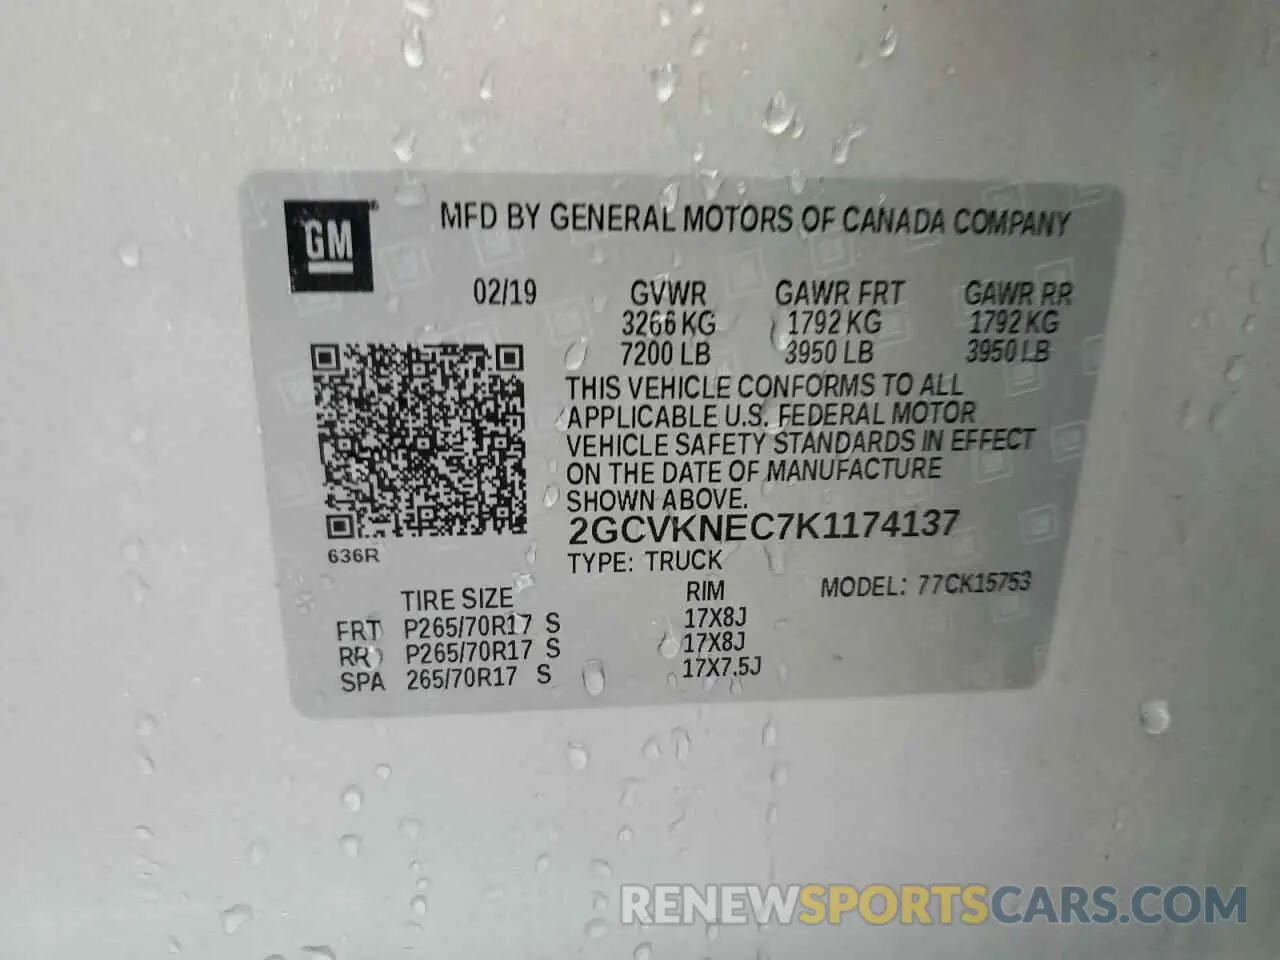 GM®
MFD BY GENERAL MOTORS OF CANADA COMPANY
02/19 GVWR GAWR FRT GAWR RR
3266 KG 1792 KG 1792 KG
7200 LB 3950 LB 3950 LB
THIS VEHICLE CONFORMS TO ALL
APPLICABLE U.S. FEDERAL MOTOR
VEHICLE SAFETY STANDARDS IN EFFECT
ON THE DATE OF MANUFACTURE
SHOWN ABOVE.
2GCVKNEC7K1174137
636R
TYPE: TRUCK
MODEL: 77CK15753
TIRE SIZE RIM
FRT P265/70R17 S 17X8J
RR P265/70R17 S 17X8J
SPA 265/70R17 S 17X7.5J
RENEWSPORTSCARS.COM